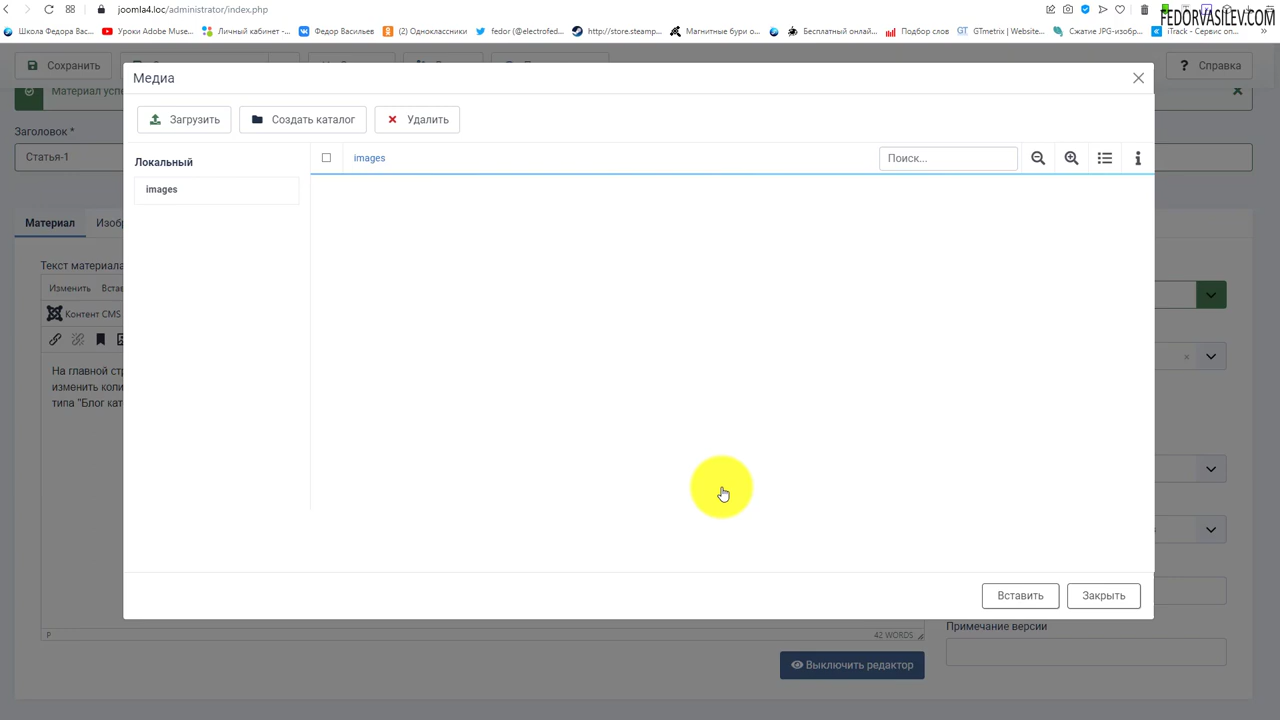 joomla4.loc/administrator/index.php
FEDORVASILEV.COM
Школа Федора Вас...
Уроки Adobe Muse...
Личный кабинет -...
Федор Васильев
(2) Одноклассники
fedor (@electrofed...
http://store.steamp...
Магнитные бури о...
Бесплатный онлай...
Подбор слов
GTmetrix | Website...
Сжатие JPG-изобр...
iTrack - Сервис оп...
Сохранить
? Справка
Медиа
Материал успе
Загрузить
Создать каталог
Удалить
Заголовок *
Статья-1
Локальный
images
images
Поиск...
Материал
Изобр
Текст материала
Изменить
Встав
Контент CMS
На главной стр
изменить коли
типа "Блог кат
Вставить
Закрыть
P
42 WORDS
Примечание версии
Выключить редактор